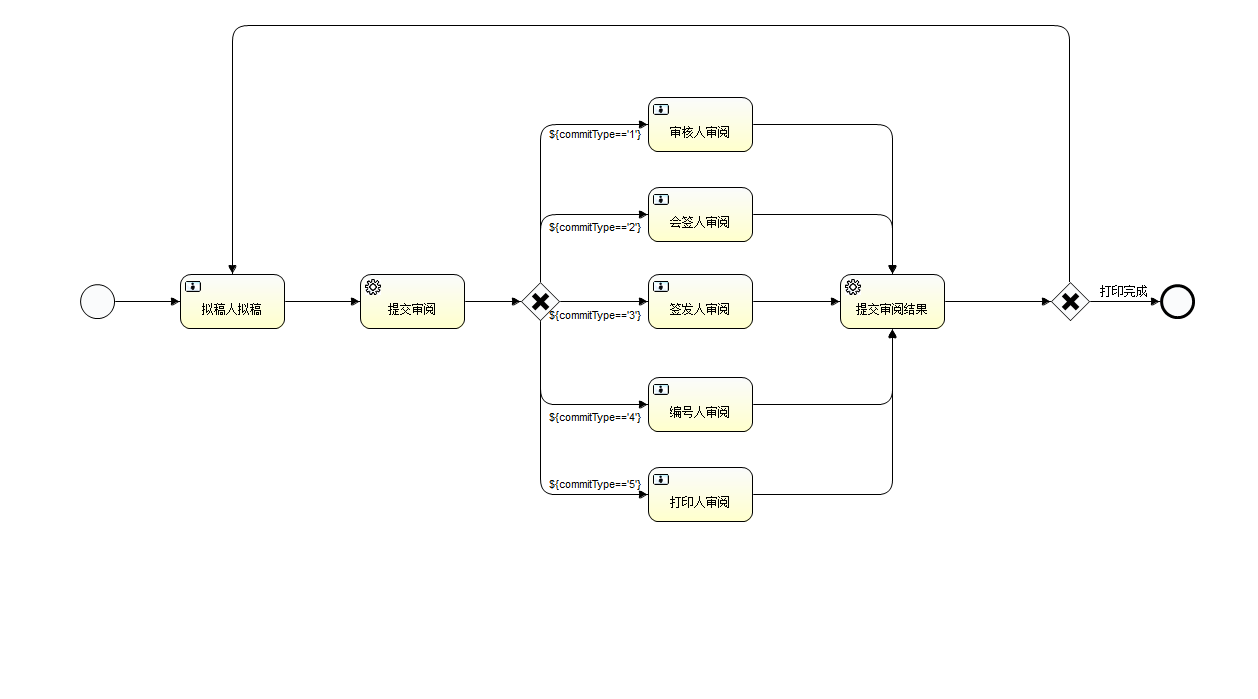 审核人审阅
${commitType=='1'}
会签人审阅
${commitType=='2'}
拟稿人拟稿
提交审阅
签发人审阅
${commitType=='3'}
提交审阅结果
打印完成
编号人审阅
${commitType=='4'}
${commitType=='5'}
打印人审阅